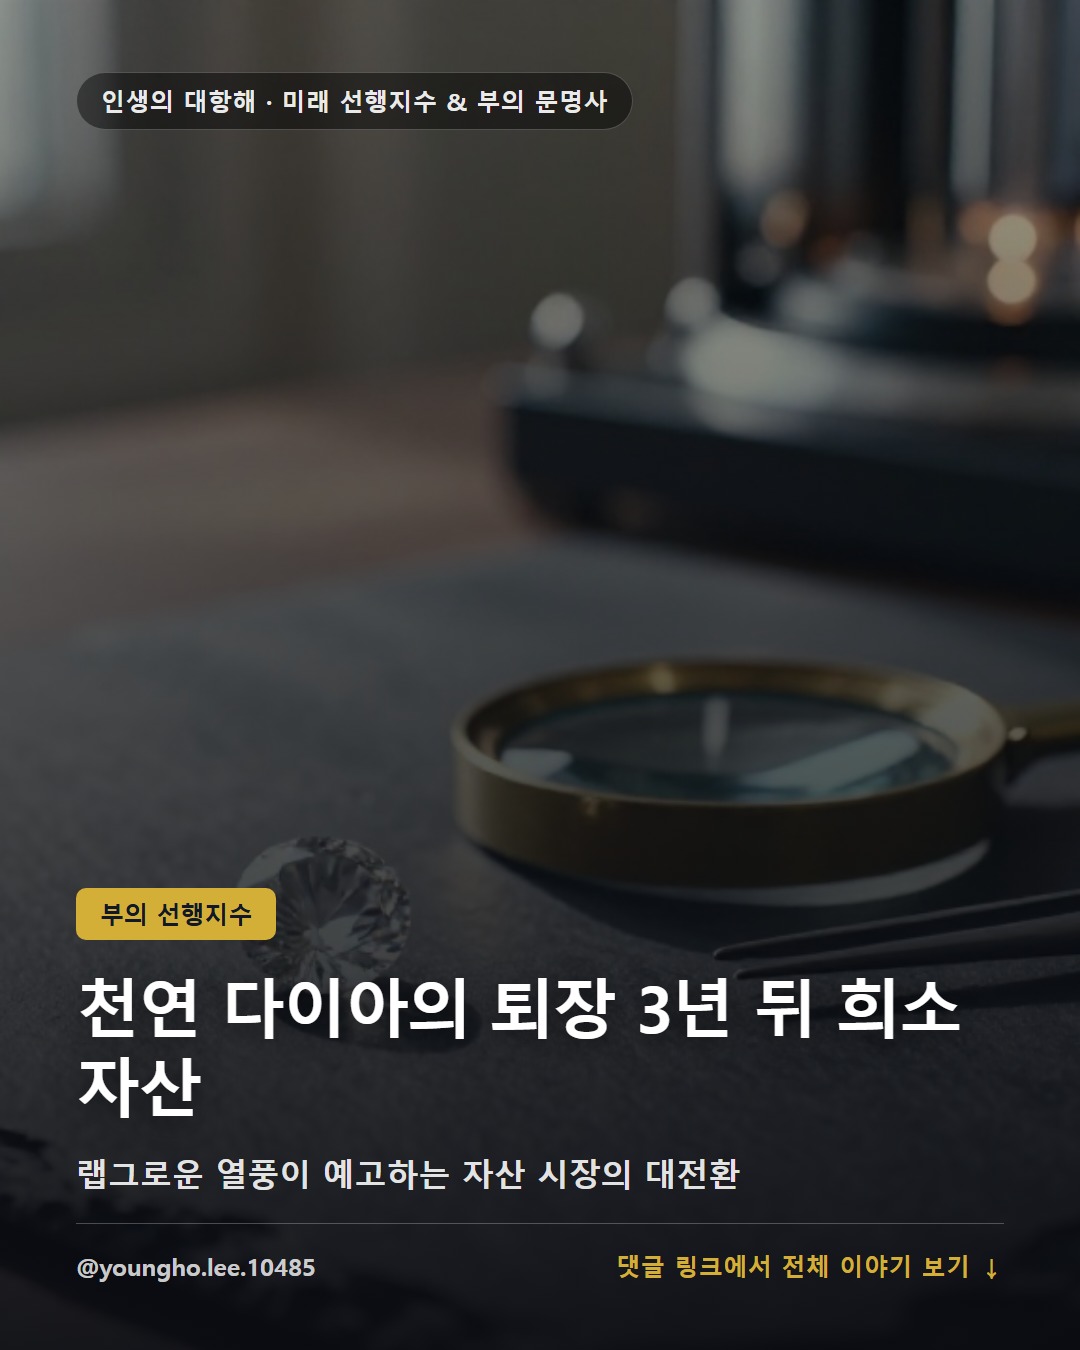 인생의 대항해 · 미래 선행지수 & 부의 문명사
부의 선행지수
천연 다이아의 퇴장 3년 뒤 희소
자산
랩그로운 열풍이 예고하는 자산 시장의 대전환
@youngho.lee.10485
댓글 링크에서 전체 이야기 보기 ↓